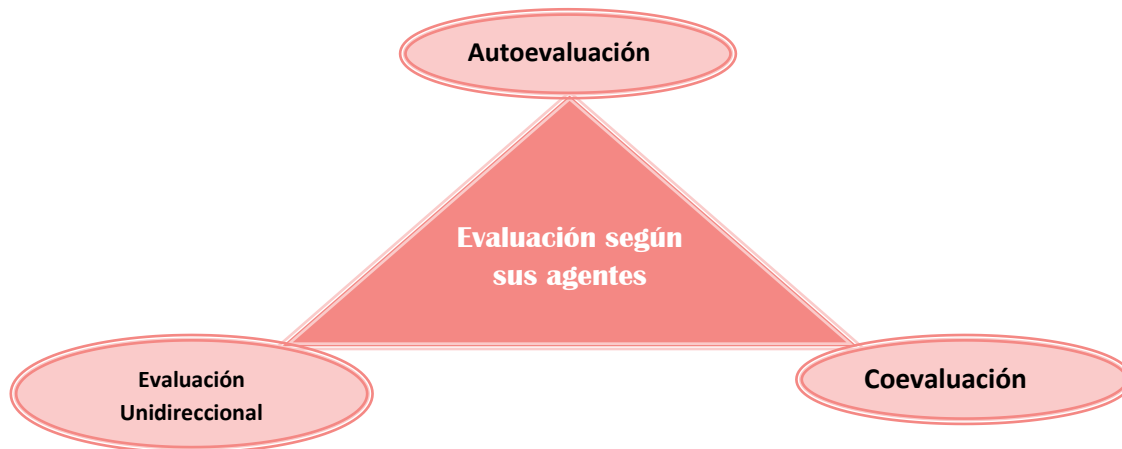 Autoevaluación
Evaluación según
sus agentes
Evaluación
Unidireccional
Coevaluación